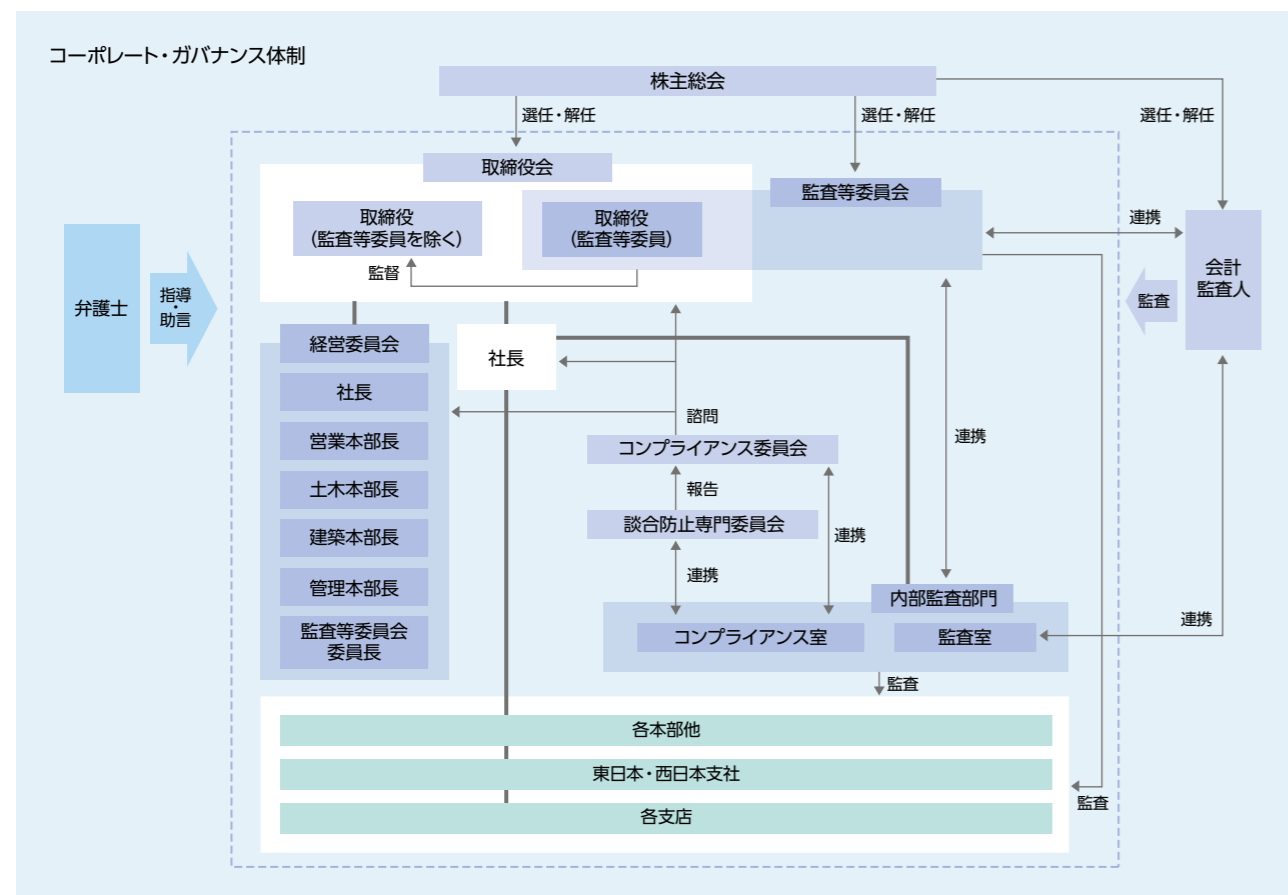 コーポレート・ガバナンス体制
株主総会
選任・解任
選任・解任
選任・解任
取締役会
監査等委員会
取締役
(監査等委員を除く)
取締役
(監査等委員)
監督
連携
会計
監査人
監査
弁護士
指導
・
助言
経営委員会
社長
営業本部長
土木本部長
建築本部長
管理本部長
監査等委員会
委員長
社長
諮問
コンプライアンス委員会
報告
談合防止専門委員会
連携
連携
連携
内部監査部門
コンプライアンス室
監査室
連携
監査
各本部他
東日本・西日本支社
各支店
監査